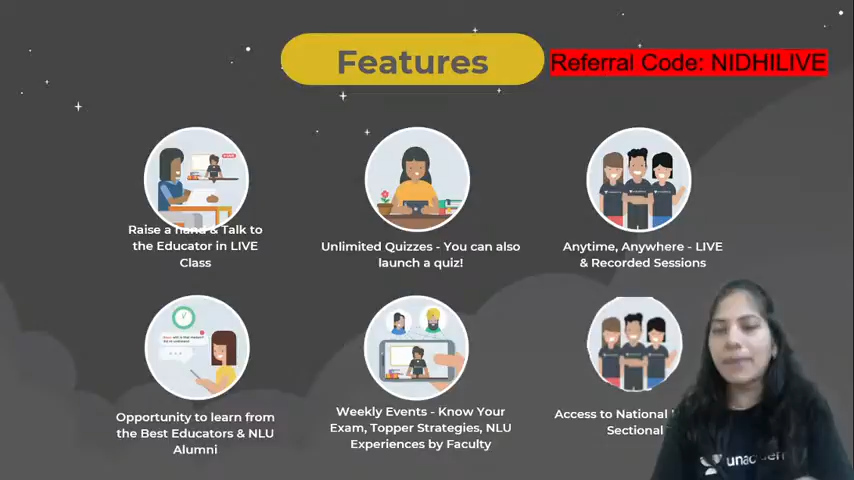 Features
Referral Code: NIDHILIVE
Raise a hand & Talk to
the Educator in LIVE
Class
Unlimited Quizzes - You can also
launch a quiz!
Anytime, Anywhere - LIVE
& Recorded Sessions
Opportunity to learn from
the Best Educators & NLU
Alumni
Weekly Events - Know Your
Exam, Topper Strategies, NLU
Experiences by Faculty
Access to National
Sectional